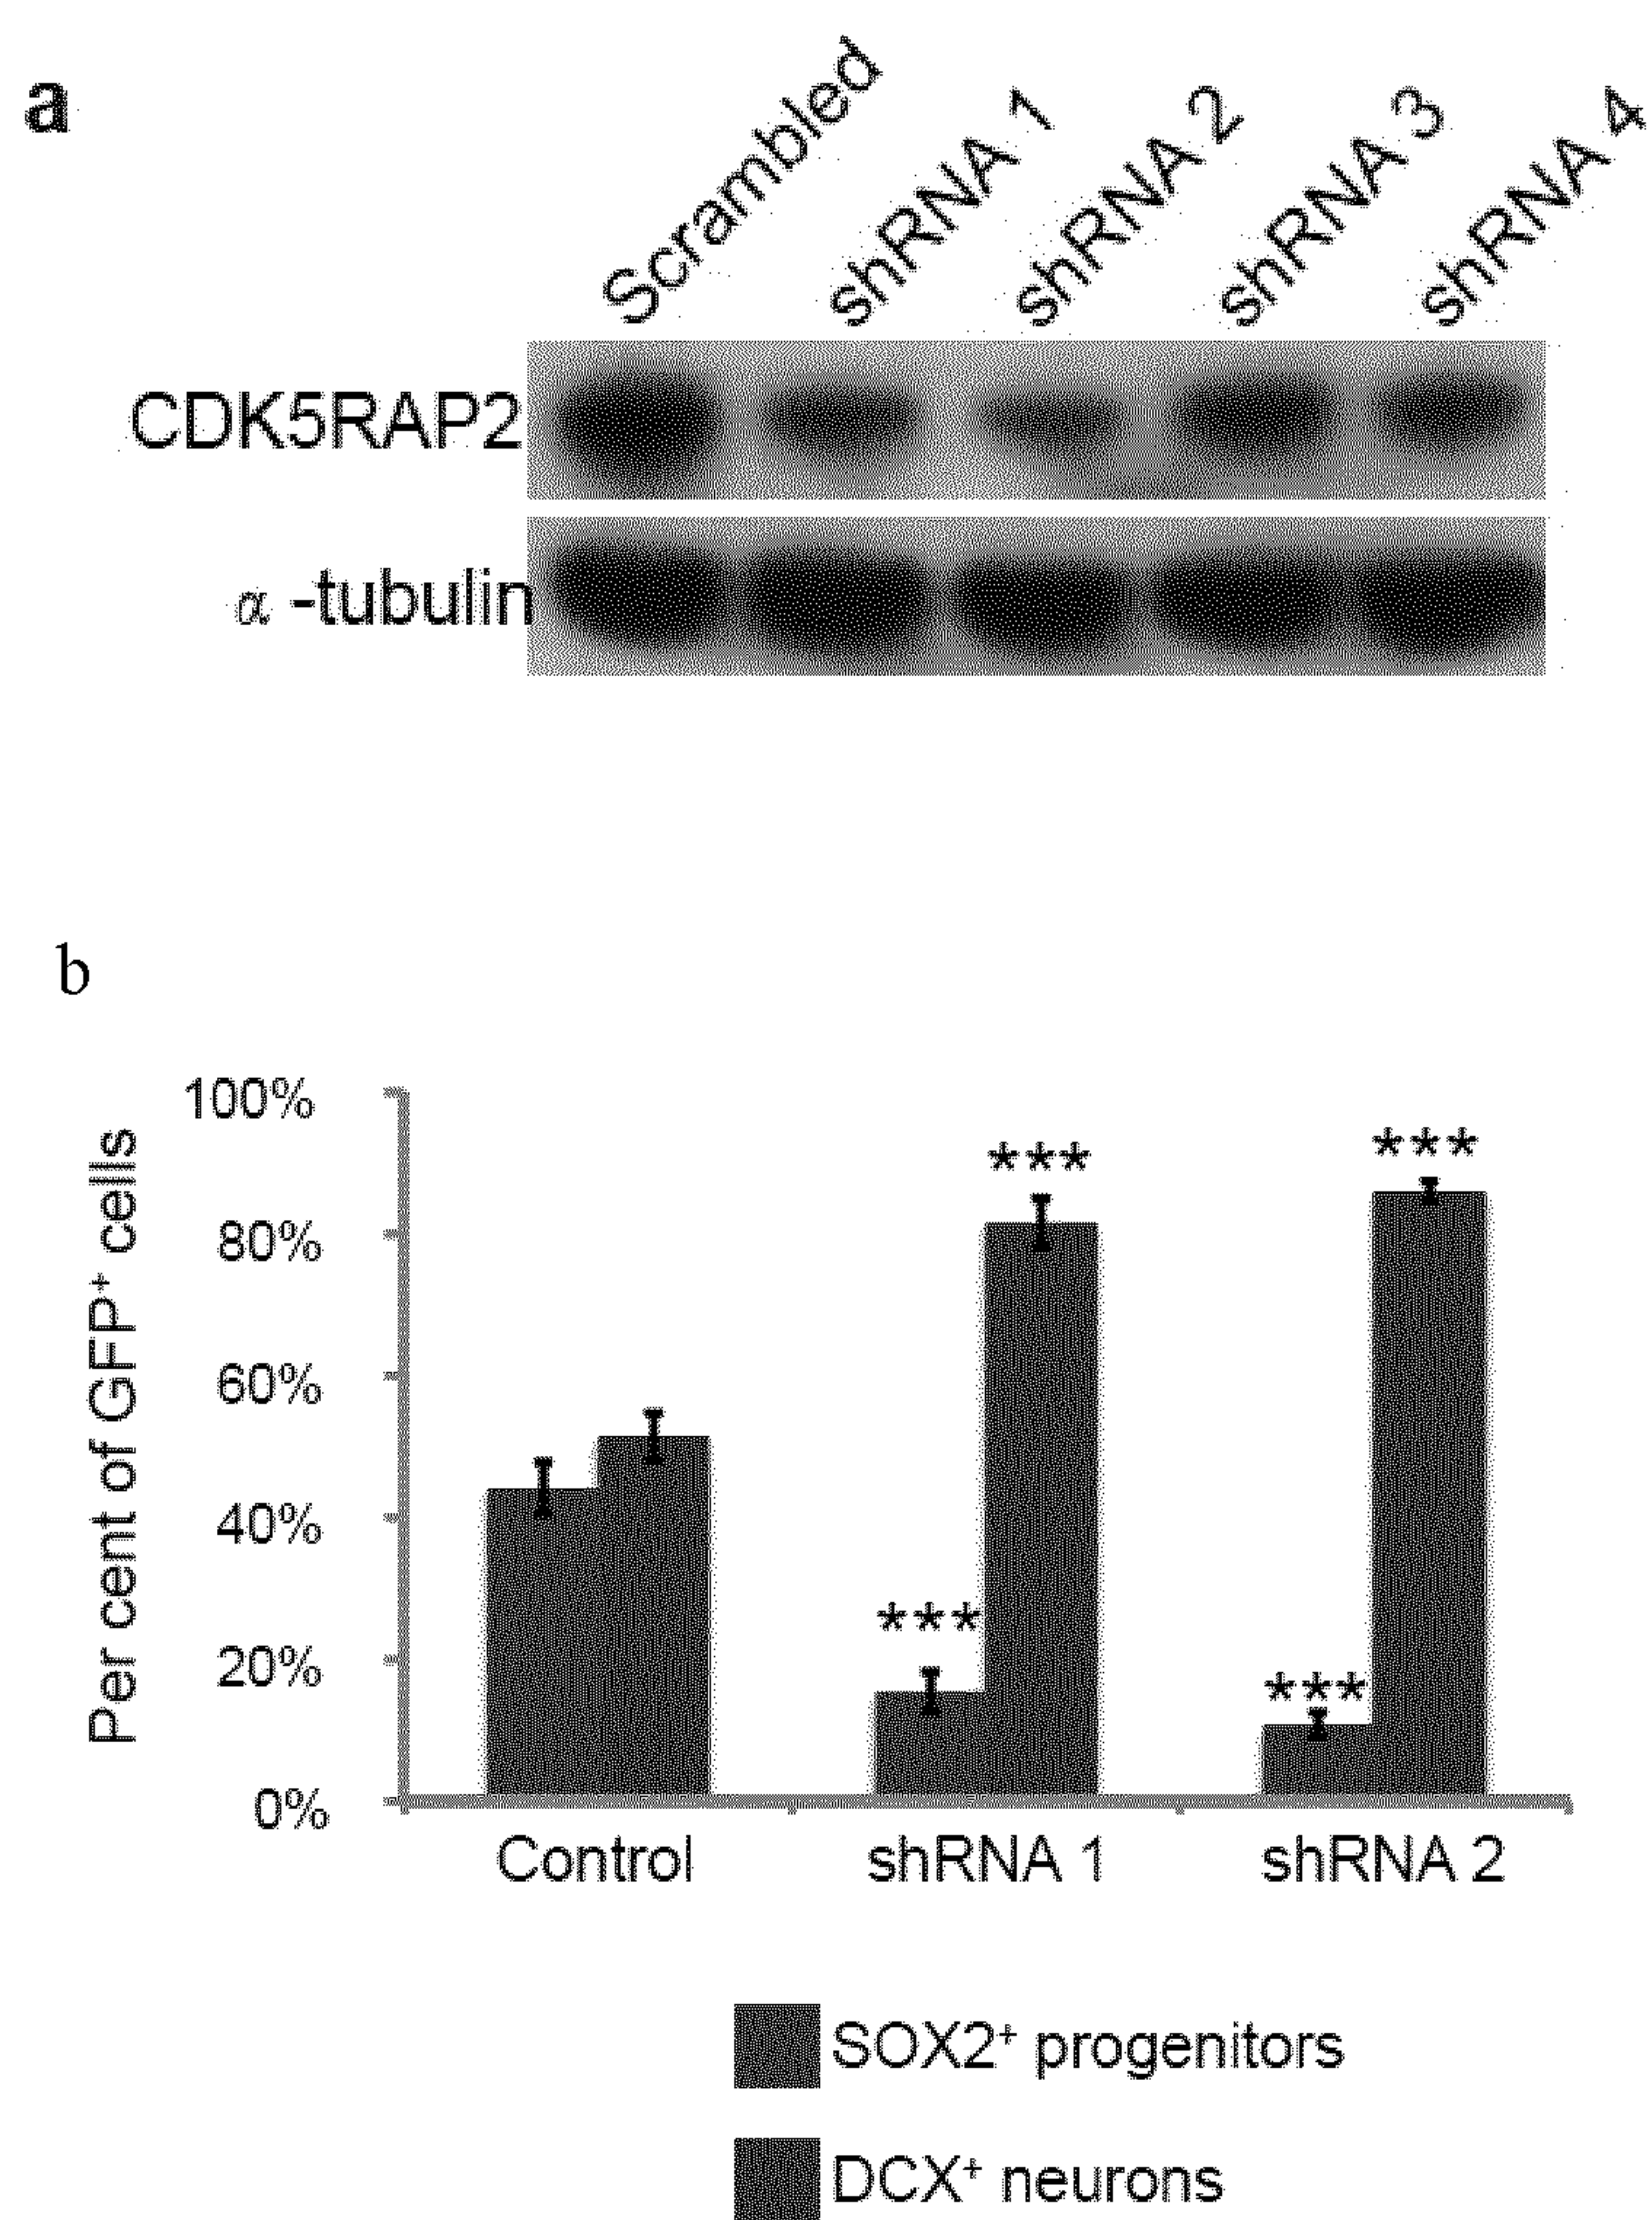 a
Scrambled
shRNA 1
shRNA 2
shRNA 3
shRNA 4
CDK5RAP2
α -tubulin
b
Per cent of GFP⁺ cells
100%
80%
60%
40%
20%
0%
***
***
***
***
Control
shRNA 1
shRNA 2
SOX2⁺ progenitors
DCX⁺ neurons